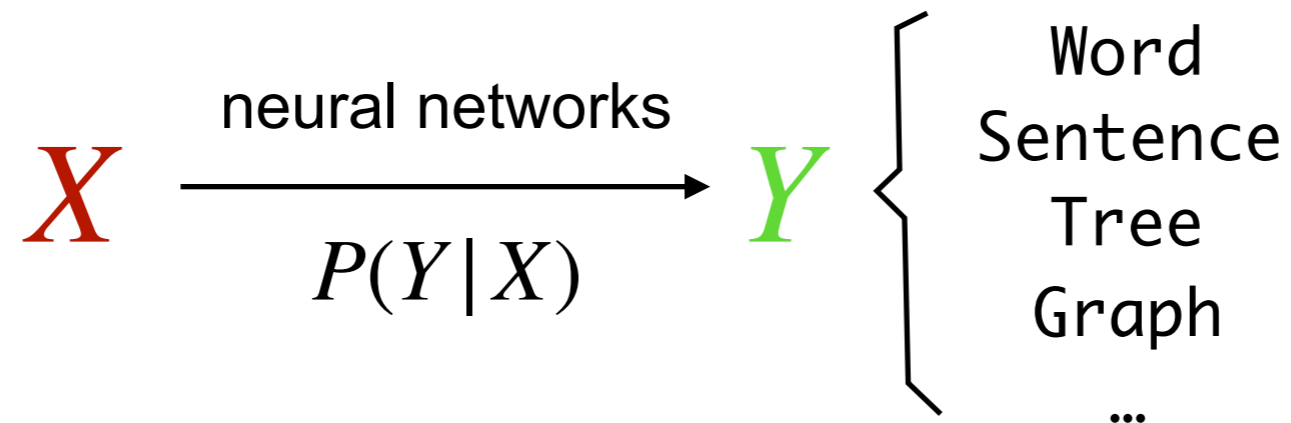 neural networks
X
P(Y|X)
Y
Word
Sentence
Tree
Graph
…